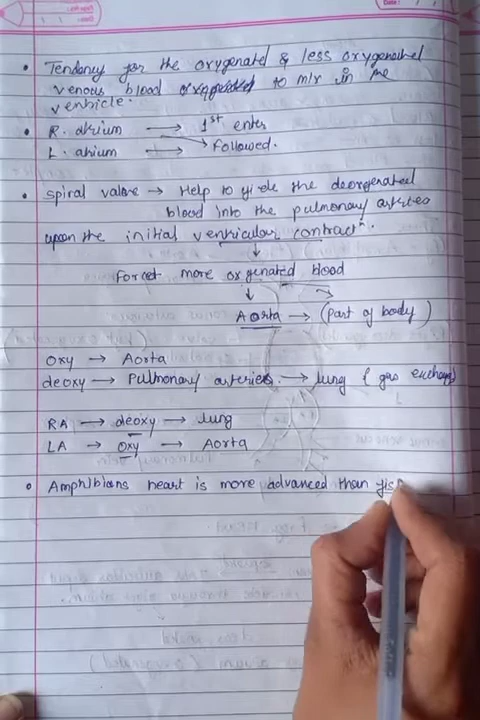 • Tendency for the oxygenated & less oxygenated
venous blood to mix in the
ventricle.
• R. atrium → 1st enter
L. atrium → followed.
• Spiral valve → Help to the deoxygenated
blood into the pulmonary arteries
upon the initial ventricular contractn.
↓
forced more oxygenated blood
↓
Aorta → (part of body)
oxy → Aorta
deoxy → Pulmonary arteries. → lung (gas exchange)
RA → deoxy → lung
LA → oxy → Aorta
• Amphibians heart is more advanced than